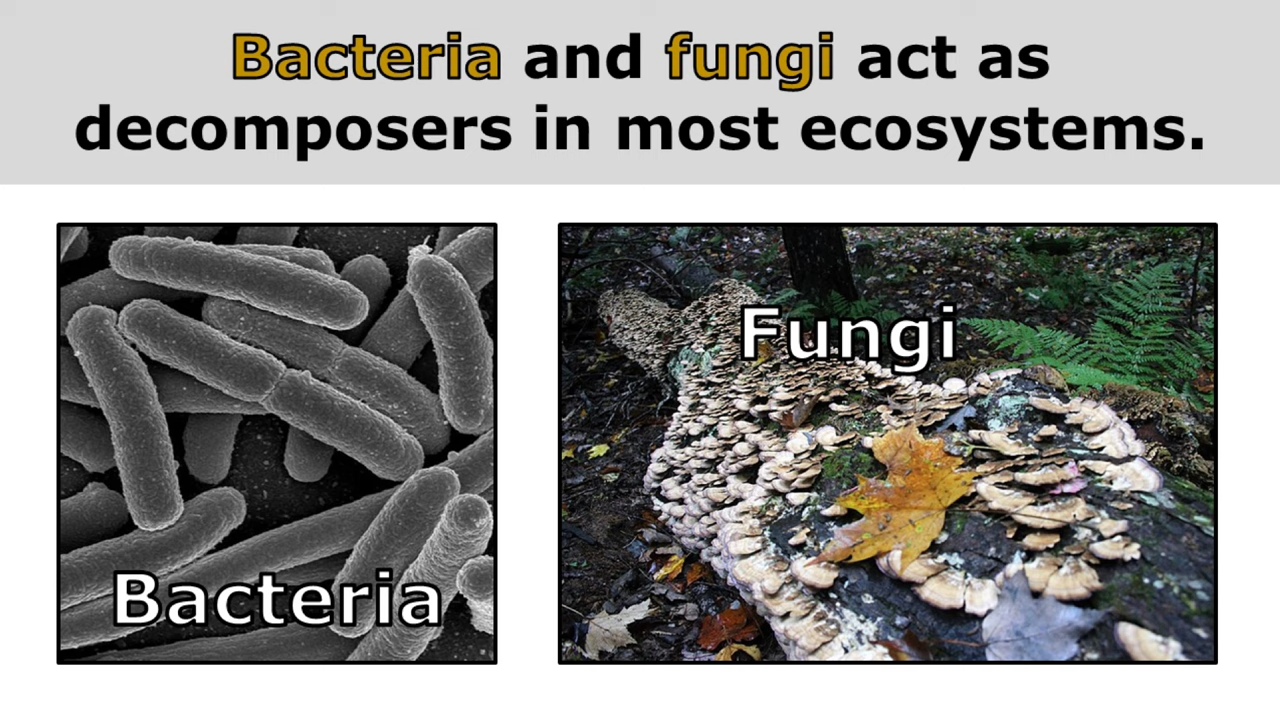 Bacteria and fungi act as
decomposers in most ecosystems.
Fungi
Bacteria